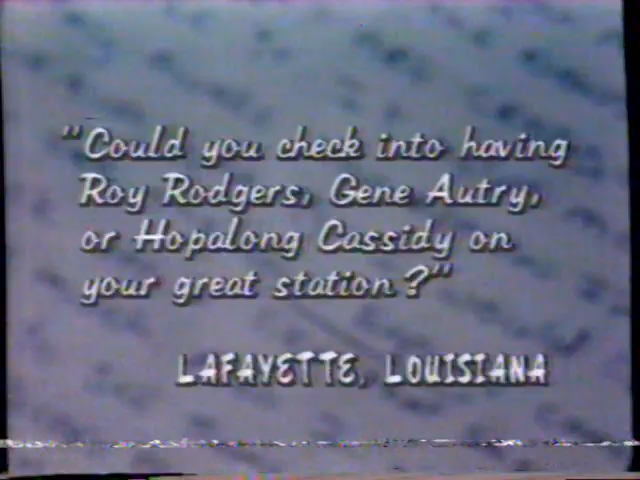 "Could you check into having
Roy Rodgers, Gene Autry,
or Hopalong Cassidy on
your great station?"
LAFAYETTE, LOUISIANA